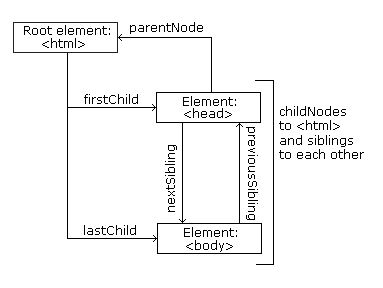 Root element:
<html>
parentNode
firstChild
Element:
<head>
childNodes
to <html>
and siblings
to each other
nextSibling
previousSibling
lastChild
Element:
<body>